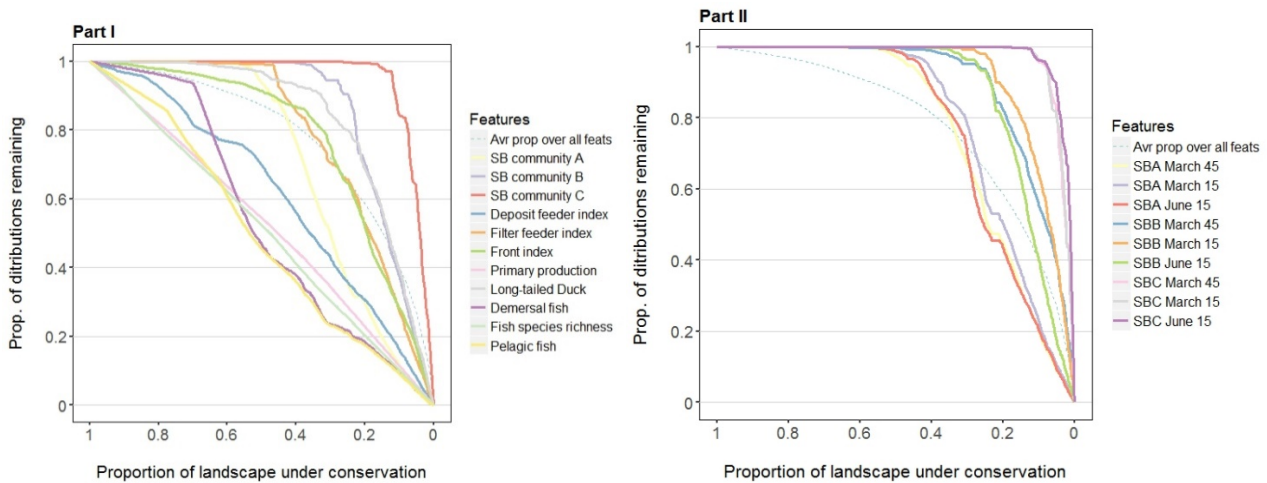 Part I
Prop. of ditributions remaining
1
0.8
0.6
0.4
0.2
0
1 0.8 0.6 0.4 0.2 0
Proportion of landscape under conservation
Features
Avr prop over all feats
SB community A
SB community B
SB community C
Deposit feeder index
Filter feeder index
Front index
Primary production
Long-tailed Duck
Demersal fish
Fish species richness
Pelagic fish
Part II
Prop. of ditributions remaining
1
0.8
0.6
0.4
0.2
0
1 0.8 0.6 0.4 0.2 0
Proportion of landscape under conservation
Features
Avr prop over all feats
SBA March 45
SBA March 15
SBA June 15
SBB March 45
SBB March 15
SBB June 15
SBC March 45
SBC March 15
SBC June 15